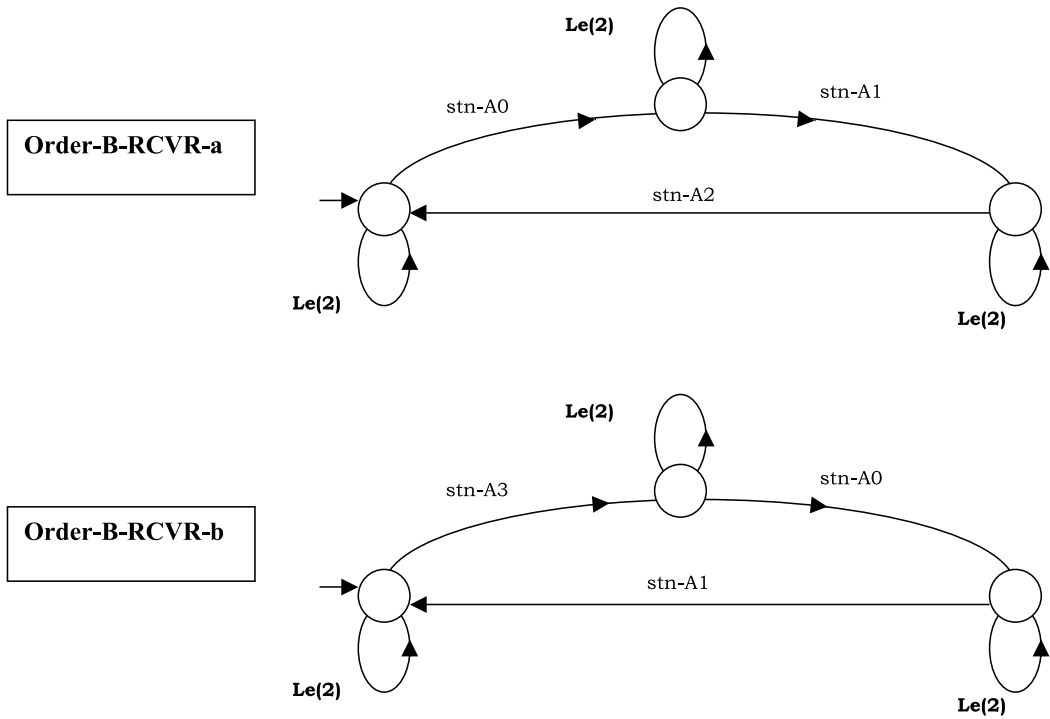 Le(2)
stn-A0
stn-A1
Order-B-RCVR-a
stn-A2
Le(2)
Le(2)
Le(2)
stn-A3
stn-A0
Order-B-RCVR-b
stn-A1
Le(2)
Le(2)